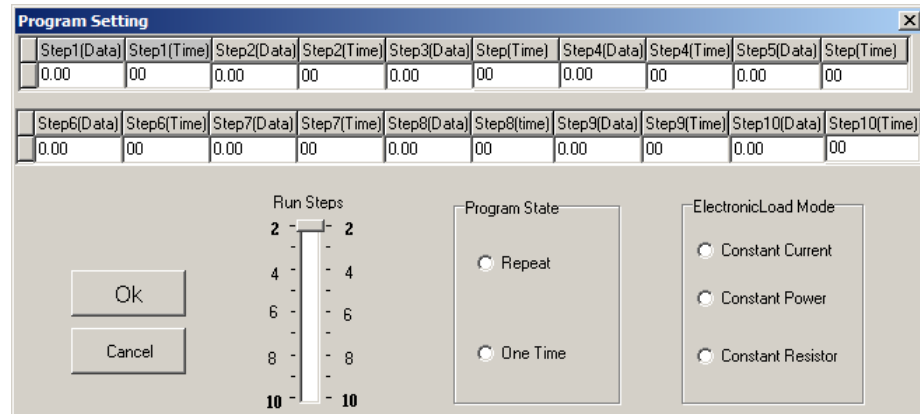 Program Setting
Step1(Data) Step1(Time) Step2(Data) Step2(Time) Step3(Data) Step(Time) Step4(Data) Step4(Time) Step5(Data) Step(Time)
0.00 00 0.00 00 0.00 00 0.00 00 0.00 00
Step6(Data) Step6(Time) Step7(Data) Step7(Time) Step8(Data) Step8(time) Step9(Data) Step9(Time) Step10(Data) Step10(Time)
0.00 00 0.00 00 0.00 00 0.00 00 0.00 00
Run Steps
2 2
4 4
6 6
8 8
10 10
Ok
Cancel
Program State
Repeat
One Time
ElectronicLoad Mode
Constant Current
Constant Power
Constant Resistor